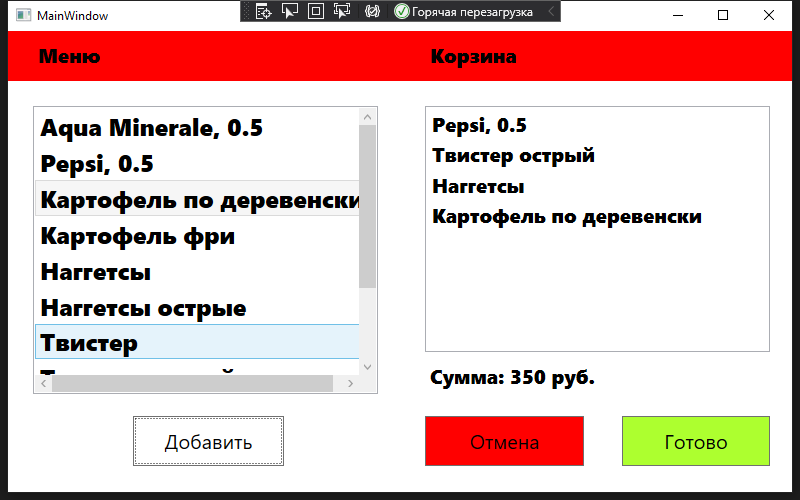 MainWindow
Горячая перезагрузка
Меню
Корзина
Aqua Minerale, 0.5
Pepsi, 0.5
Картофель по деревенски
Картофель фри
Наггетсы
Наггетсы острые
Твистер
Pepsi, 0.5
Твистер острый
Наггетсы
Картофель по деревенски
Сумма: 350 руб.
Добавить
Отмена
Готово